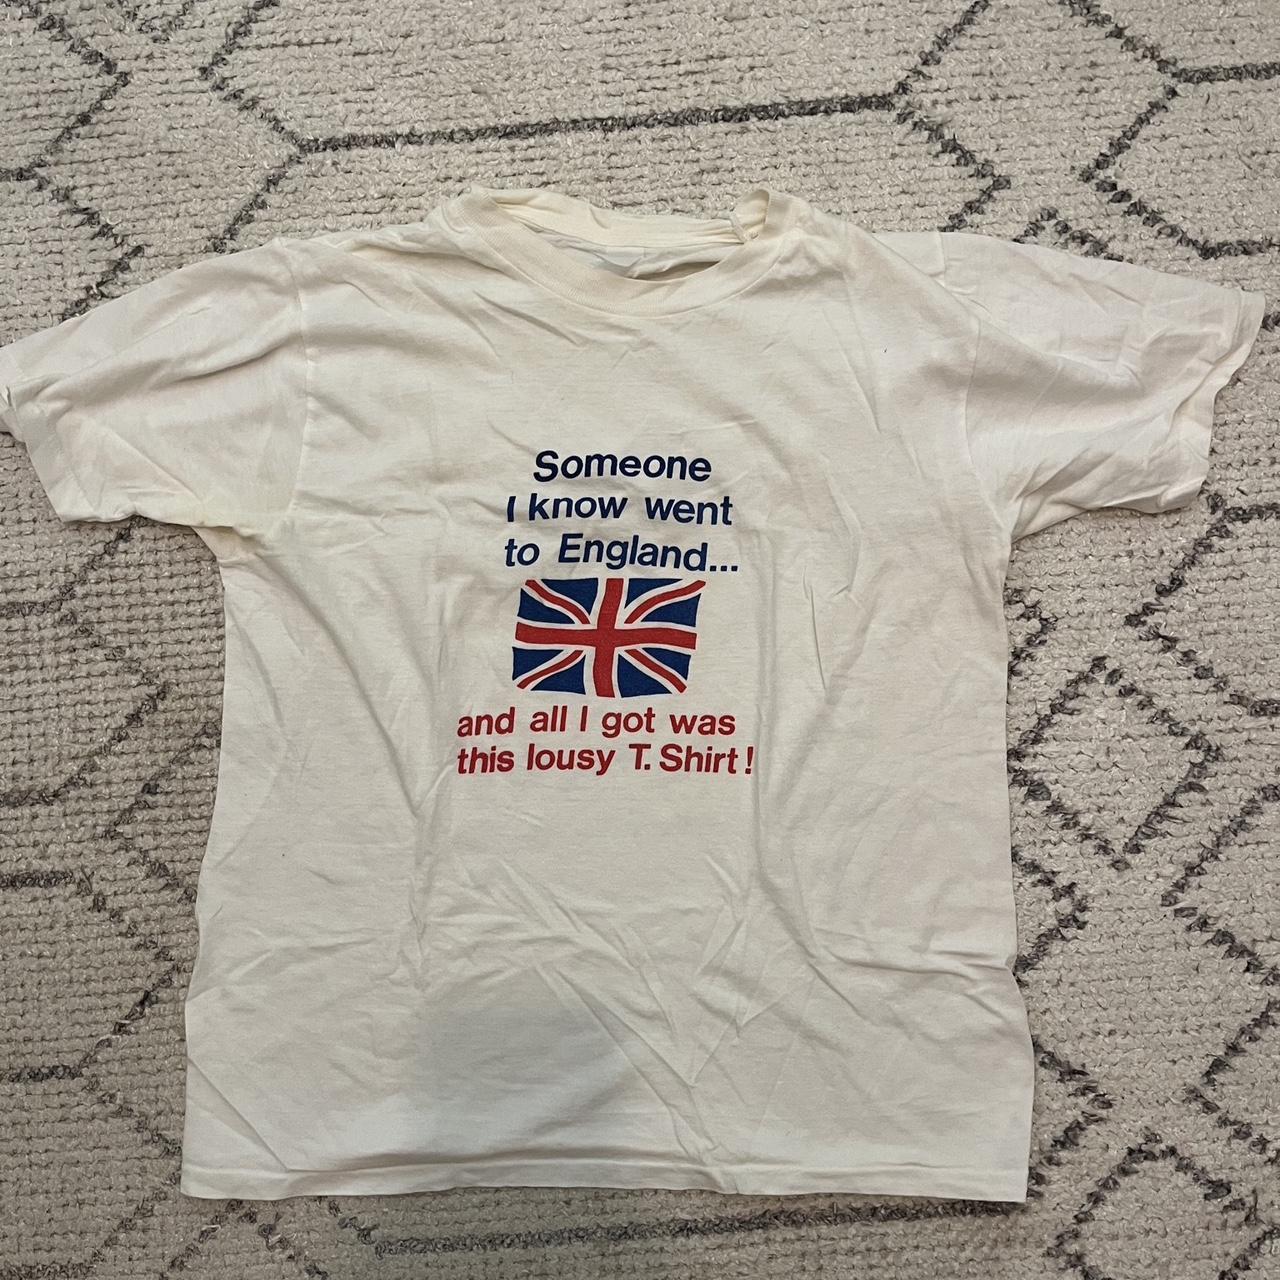 Someone
I know went
to England...
and all I got was
this lousy T. Shirt!